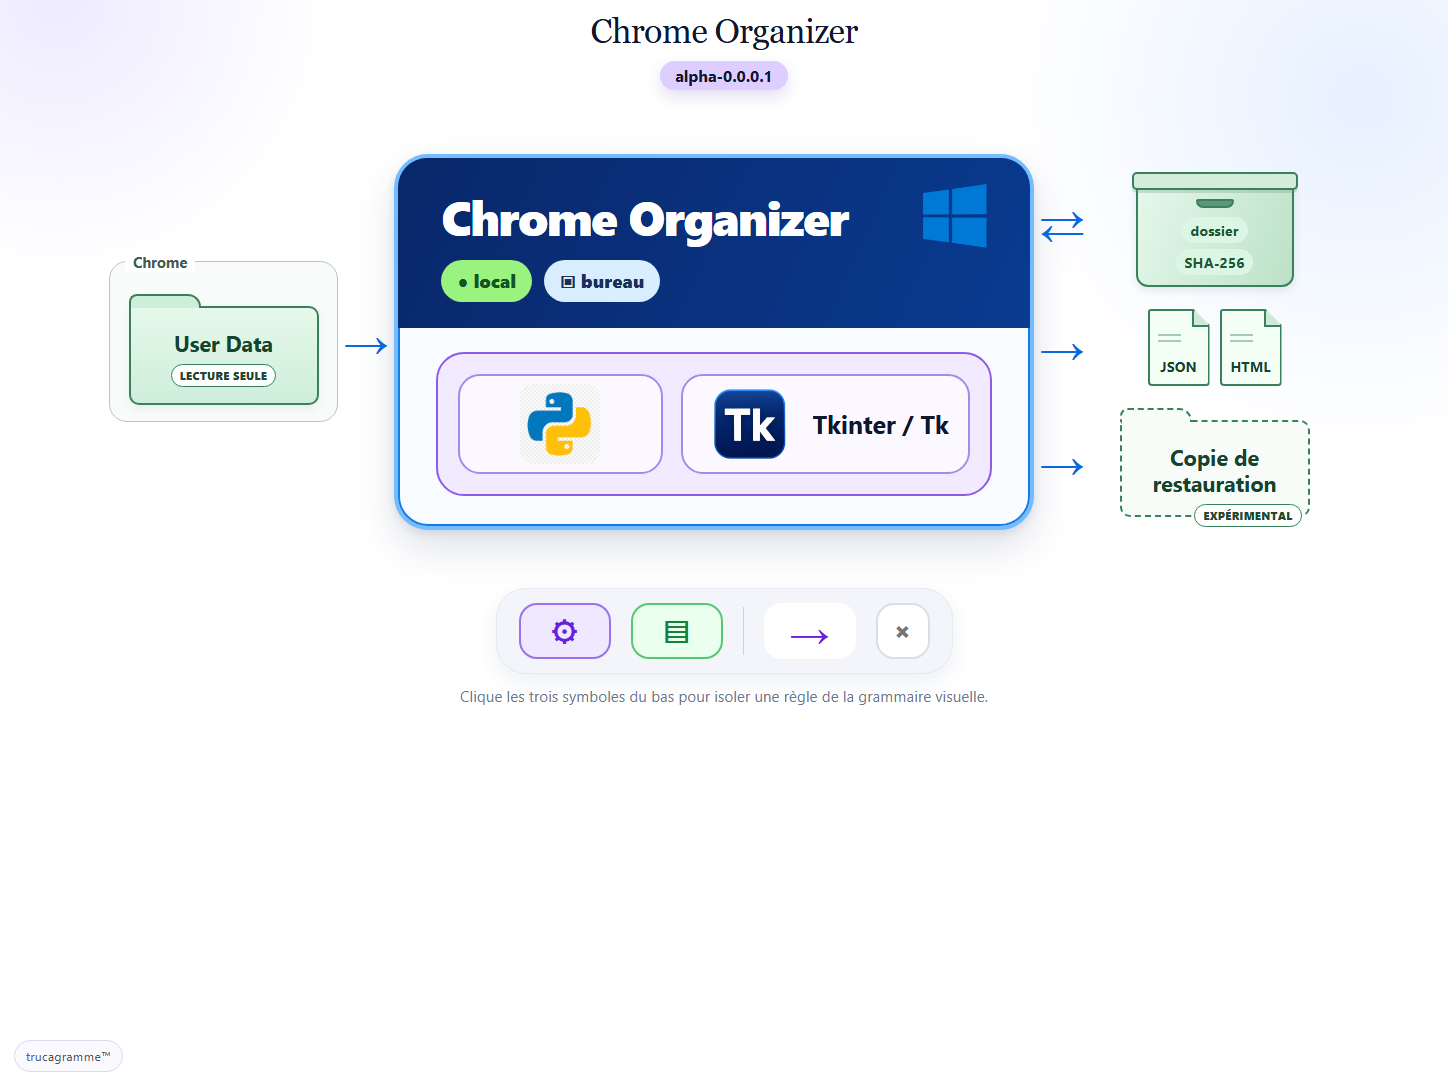 Chrome Organizer
alpha-0.0.0.1
Chrome Organizer
local
bureau
Chrome
User Data
LECTURE SEULE
Tk
Tkinter / Tk
dossier
SHA-256
JSON
HTML
Copie de
restauration
EXPÉRIMENTAL
Clique les trois symboles du bas pour isoler une règle de la grammaire visuelle.
trucagramme™